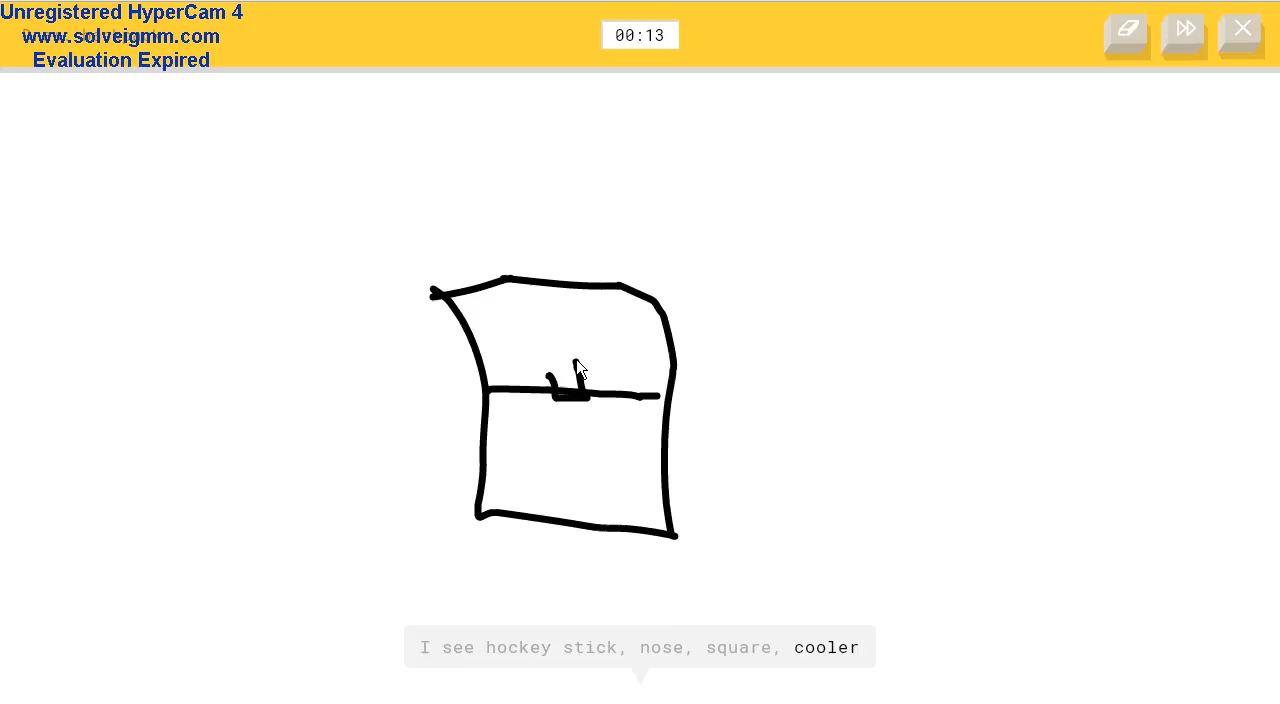 Unregistered HyperCam 4
www.solveigmm.com
Evaluation Expired
00:13
I see hockey stick, nose, square, cooler